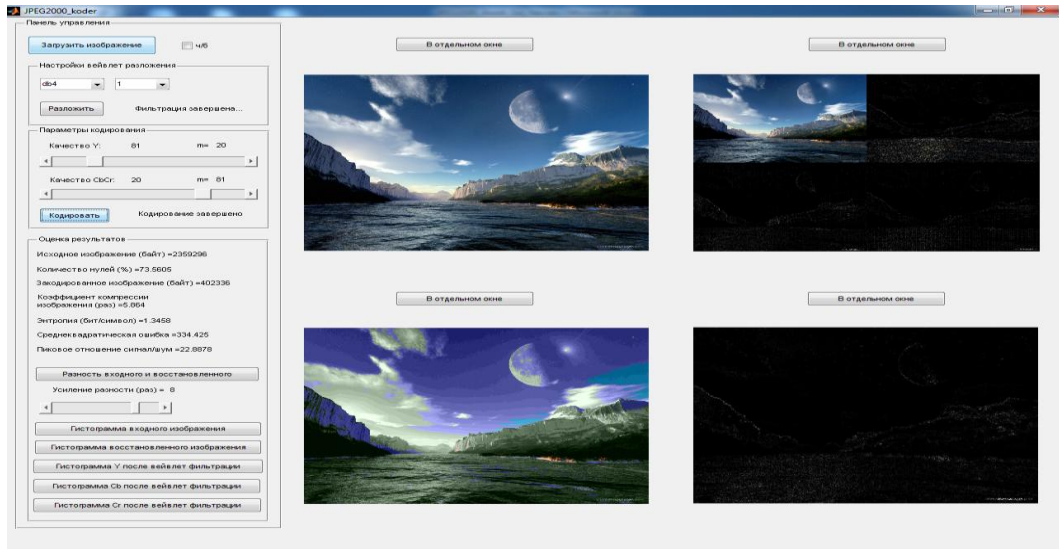 JPEG2000_koder
Панель управления
Загрузить изображение
ч/б
Настройки вейвлет разложения
db4
1
Разложить
Фильтрация завершена...
Параметры кодирования
Качество Y: 81 m= 20
Качество CbCr: 20 m= 81
Кодировать
Кодирование завершено
Оценка результатов
Исходное изображение (байт) =2359296
Количество нулей (%) =73.5605
Закодированное изображение (байт) =402336
Коэффициент компрессии
изображения (раз) =5.864
Энтропия (бит/символ) =1.3458
Среднеквадратическая ошибка =334.425
Пиковое отношение сигнал/шум =22.8878
Разность входного и восстановленного
Усиление разности (раз) = 8
Гистограмма входного изображения
Гистограмма восстановленного изображения
Гистограмма Y после вейвлет фильтрации
Гистограмма Cb после вейвлет фильтрации
Гистограмма Cr после вейвлет фильтрации
В отдельном окне
В отдельном окне
В отдельном окне
В отдельном окне